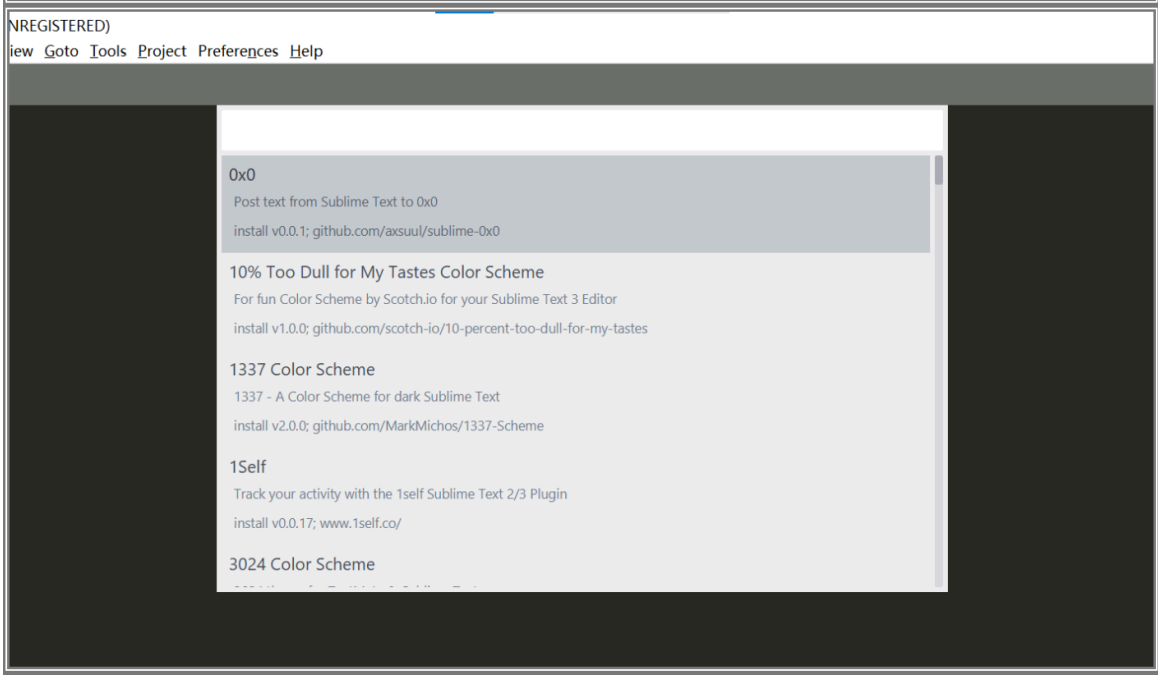 NREGISTERED)
iew Goto Tools Project Preferences Help
0x0
Post text from Sublime Text to 0x0
install v0.0.1; github.com/axsuul/sublime-0x0
10% Too Dull for My Tastes Color Scheme
For fun Color Scheme by Scotch.io for your Sublime Text 3 Editor
install v1.0.0; github.com/scotch-io/10-percent-too-dull-for-my-tastes
1337 Color Scheme
1337 - A Color Scheme for dark Sublime Text
install v2.0.0; github.com/MarkMichos/1337-Scheme
1Self
Track your activity with the 1self Sublime Text 2/3 Plugin
install v0.0.17; www.1self.co/
3024 Color Scheme